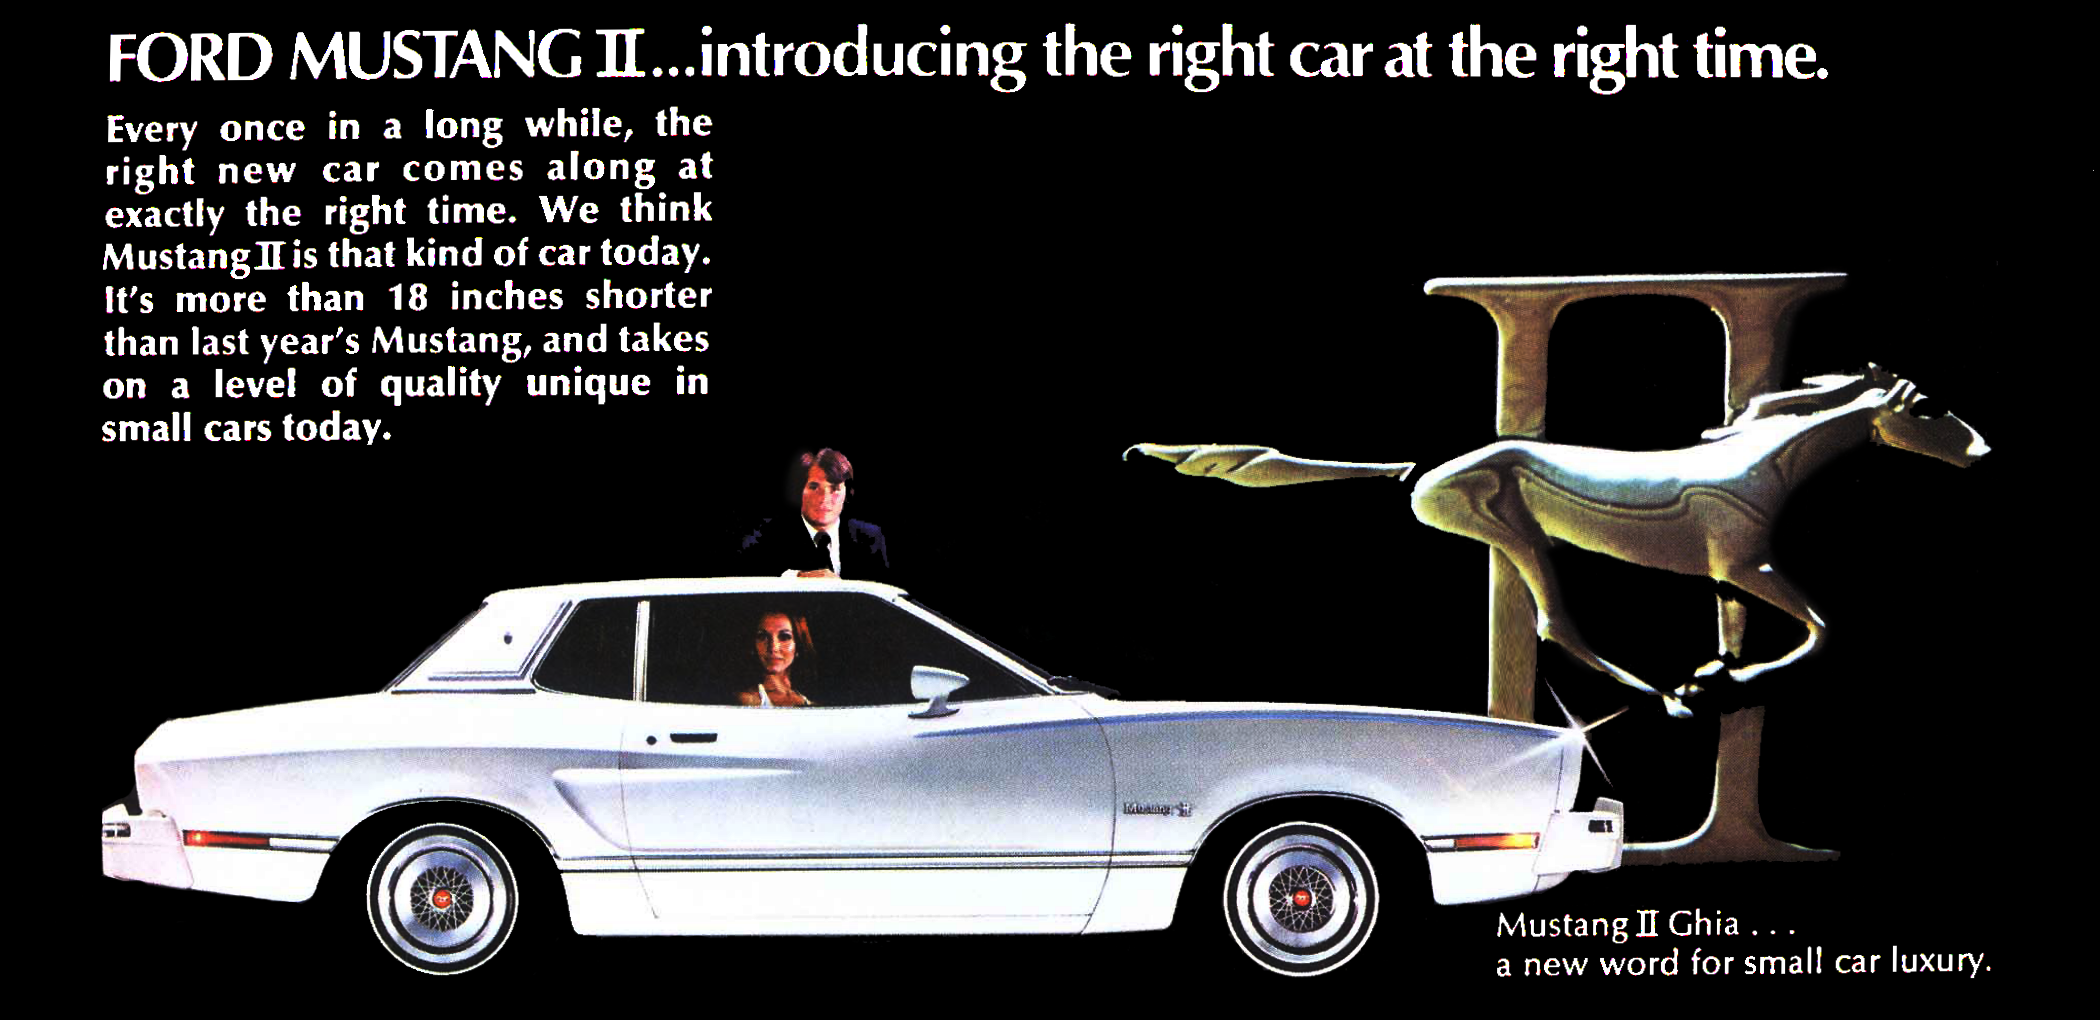 FORD MUSTANG II...introducing the right car at the right time.
Every once in a long while, the
right new car comes along at
exactly the right time. We think
Mustang II is that kind of car today.
It's more than 18 inches shorter
than last year's Mustang, and takes
on a level of quality unique in
small cars today.
II
Mustang II
Mustang II Ghia . . .
a new word for small car luxury.